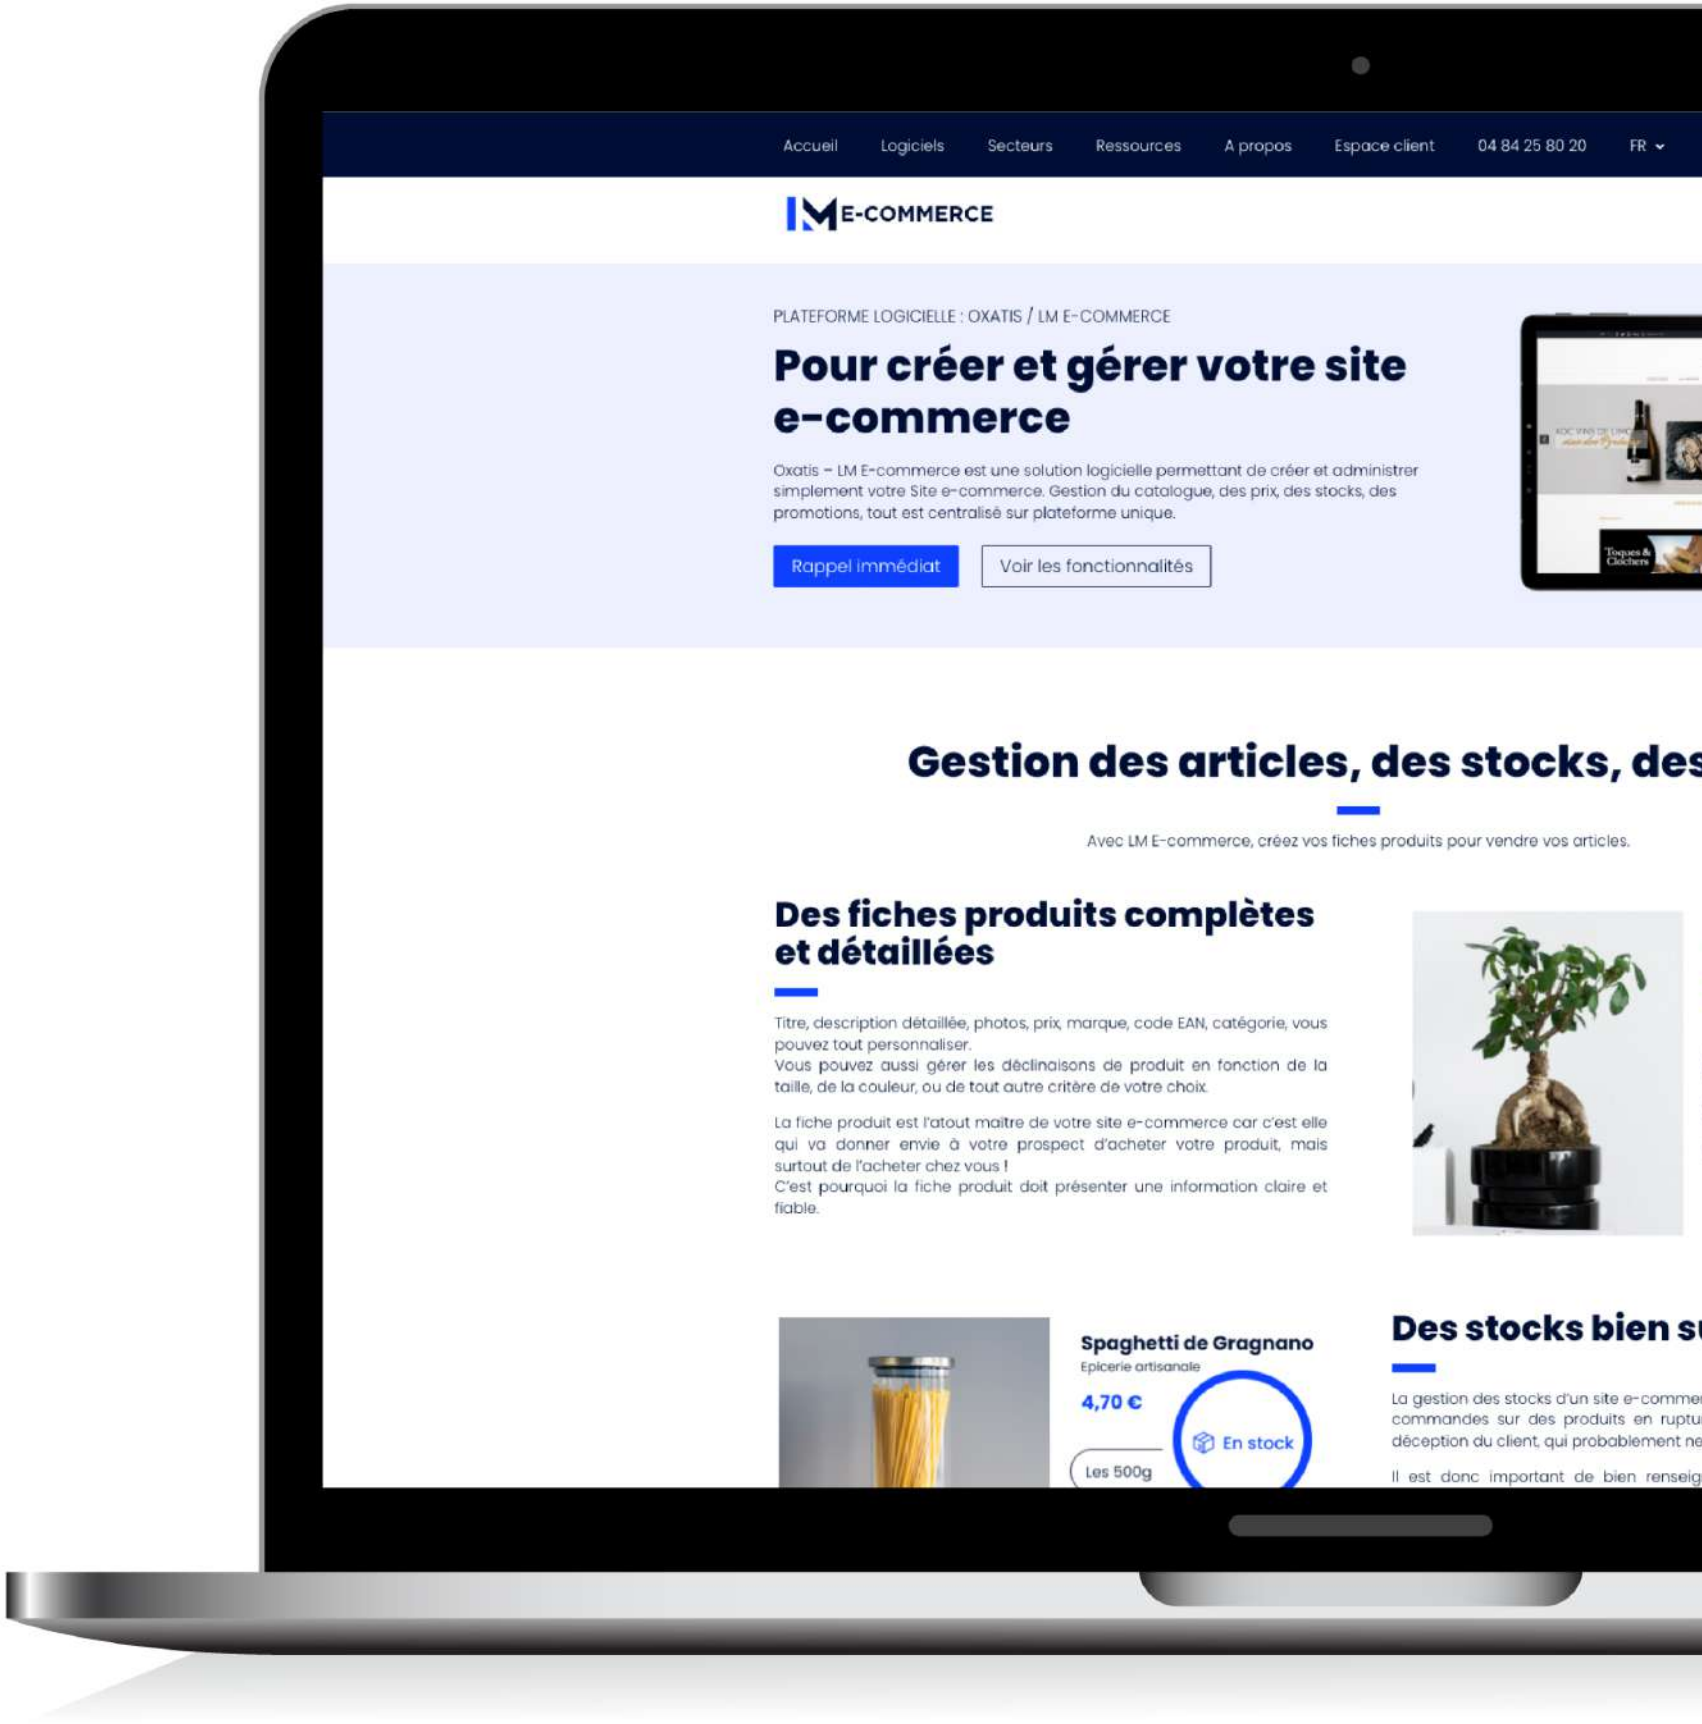 Accueil Logiciels Secteurs Ressources A propos Espace client 04 84 25 80 20 FR
LM E-COMMERCE
PLATEFORME LOGICIELLE : OXATIS / LM E-COMMERCE
Pour créer et gérer votre site
e-commerce
Oxatis – LM E-commerce est une solution logicielle permettant de créer et administrer
simplement votre Site e-commerce. Gestion du catalogue, des prix, des stocks, des
promotions, tout est centralisé sur plateforme unique.
Rappel immédiat Voir les fonctionnalités
Toques &
Clochers
Gestion des articles, des stocks, des
Avec LM E-commerce, créez vos fiches produits pour vendre vos articles.
Des fiches produits complètes
et détaillées
Titre, description détaillée, photos, prix, marque, code EAN, catégorie, vous
pouvez tout personnaliser.
Vous pouvez aussi gérer les déclinaisons de produit en fonction de la
taille, de la couleur, ou de tout autre critère de votre choix.
La fiche produit est l'atout maître de votre site e-commerce car c'est elle
qui va donner envie à votre prospect d'acheter votre produit, mais
surtout de l'acheter chez vous !
C'est pourquoi la fiche produit doit présenter une information claire et
fiable.
Spaghetti de Gragnano
Epicerie artisanale
4,70 €
En stock
Les 500g
Des stocks bien su
La gestion des stocks d'un site e-commer
commandes sur des produits en ruptu
déception du client, qui probablement ne
Il est donc important de bien renseig